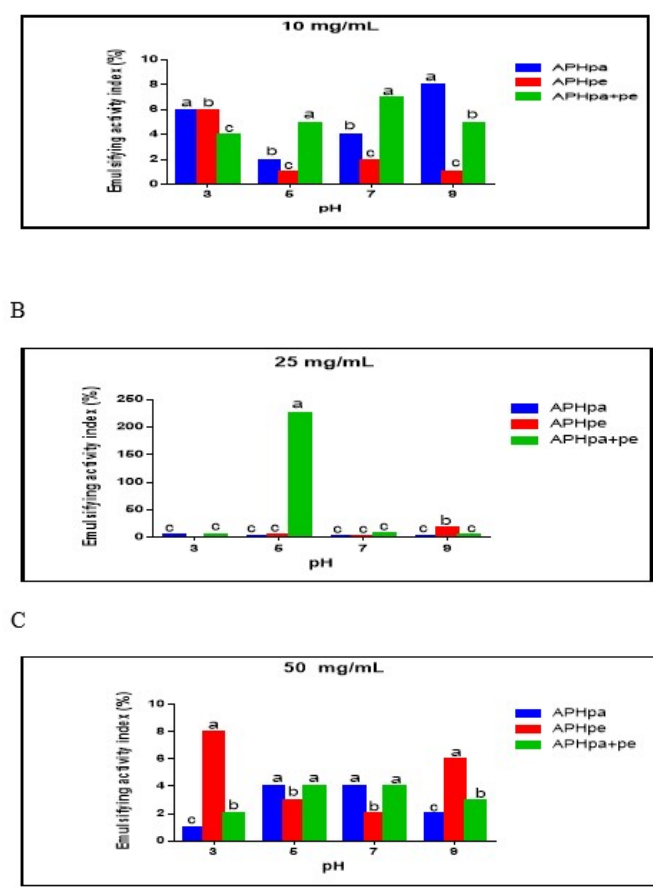 10 mg/mL
Emulsifying activity index (%)
10
8
6
4
2
0
a b c
b c a
b c a
a c b
3 5 7 9
pH
APHpa
APHpe
APHpa+pe
B
25 mg/mL
Emulsifying activity index (%)
250
200
150
100
50
0
c c
c c a
c c c
c b c
3 5 7 9
pH
APHpa
APHpe
APHpa+pe
C
50 mg/mL
Emulsifying activity index (%)
10
8
6
4
2
0
c a b
a b a
a b a
c a b
3 5 7 9
pH
APHpa
APHpe
APHpa+pe